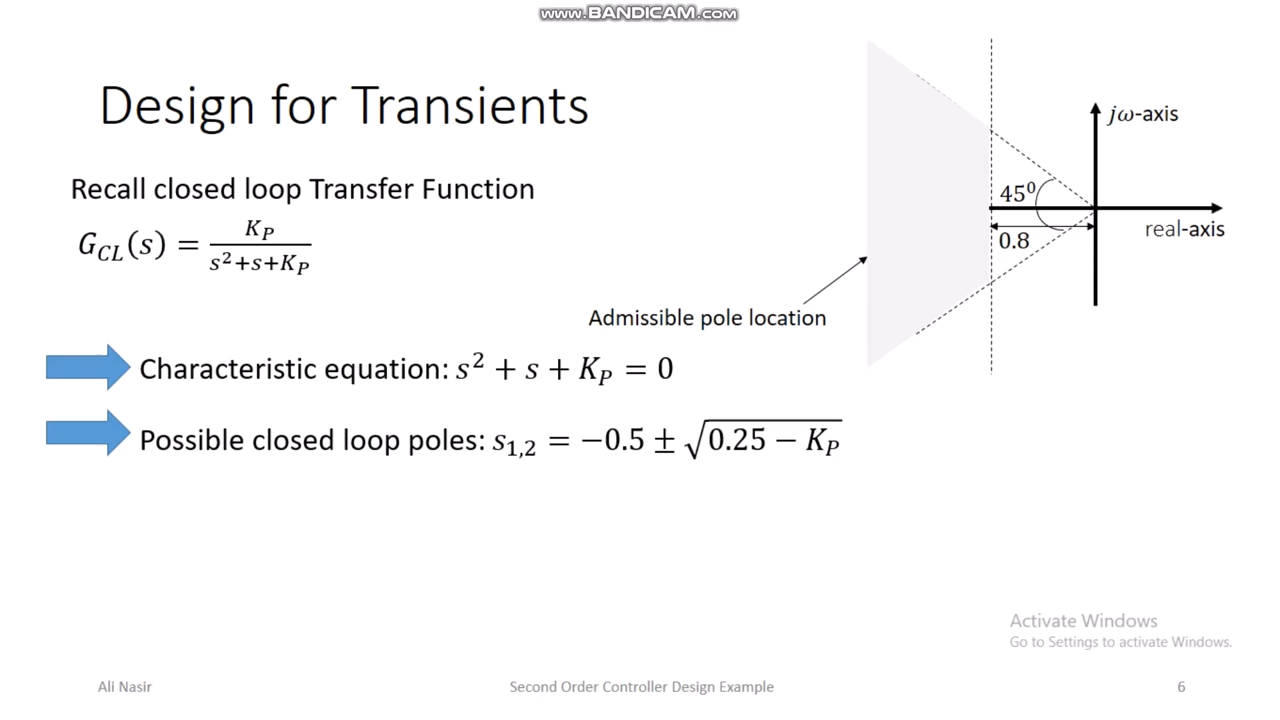 www.BANDICAM.com
Design for Transients
jω-axis
Recall closed loop Transfer Function
45⁰
G_CL(s) = K_P / (s²+s+K_P)
real-axis
0.8
Admissible pole location
Characteristic equation: s² + s + K_P = 0
Possible closed loop poles: s₁,₂ = −0.5 ± √(0.25 − K_P)
Activate Windows
Go to Settings to activate Windows.
Ali Nasir
Second Order Controller Design Example
6